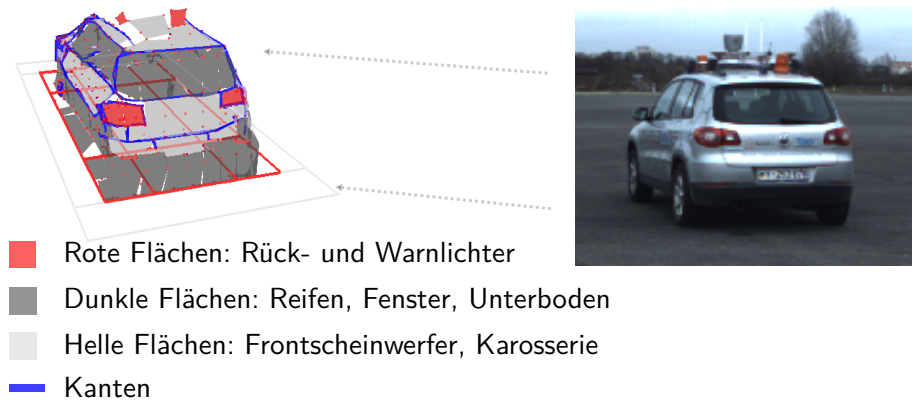 Rote Flächen: Rück- und Warnlichter
Dunkle Flächen: Reifen, Fenster, Unterboden
Helle Flächen: Frontscheinwerfer, Karosserie
Kanten